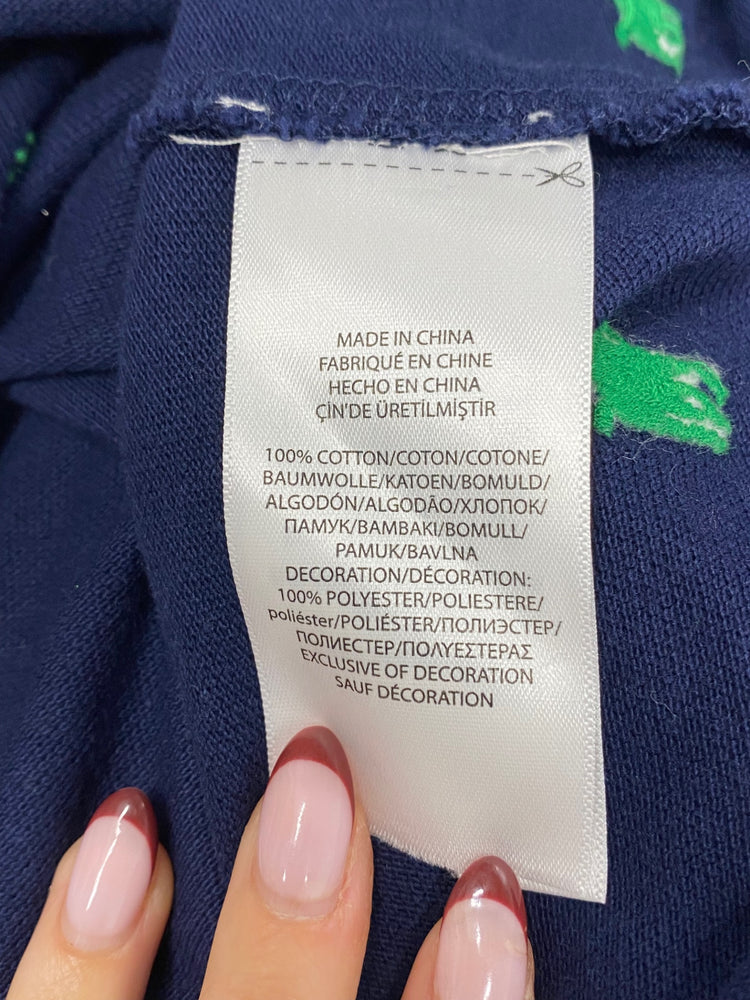 MADE IN CHINA
FABRIQUÉ EN CHINE
HECHO EN CHINA
ÇİN'DE ÜRETİLMİŞTİR
100% COTTON/COTON/COTONE/
BAUMWOLLE/KATOEN/BOMULD/
ALGODÓN/ALGODÃO/ХЛОПОК/
ПАМУК/ΒΑΜΒΑΚΙ/BOMULL/
PAMUK/BAVLNA
DECORATION/DÉCORATION:
100% POLYESTER/POLIESTERE/
poliéster/POLIÉSTER/ПОЛИЭСТЕР/
ПОЛИЕСТЕР/ΠΟΛΥΕΣΤΕΡΑΣ
EXCLUSIVE OF DECORATION
SAUF DÉCORATION